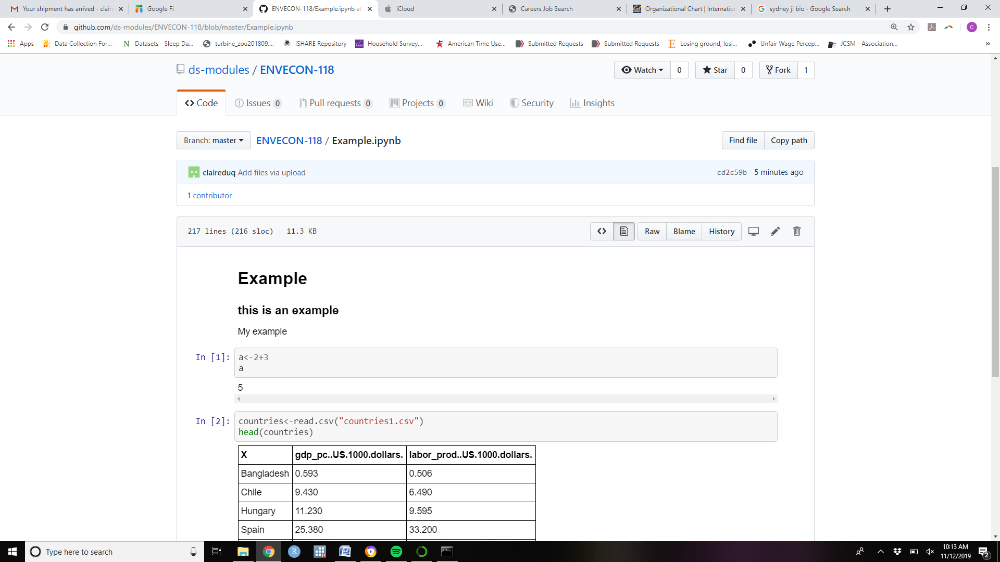 Your shipment has arrived - claire
Google Fi
ENVECON-118/Example.ipynb at
iCloud
Careers Job Search
Organizational Chart | Internation
sydney ji bio - Google Search
github.com/ds-modules/ENVECON-118/blob/master/Example.ipynb
C
Apps
Data Collection For...
N Datasets - Sleep Da...
turbine_zou201809....
iSHARE Repository
RAND Household Survey...
American Time Use...
Submitted Requests
Submitted Requests
E Losing ground, losi...
Unfair Wage Percep...
JCSM - Association...
»
ds-modules / ENVECON-118
Watch 0
Star 0
Fork 1
Code
Issues 0
Pull requests 0
Projects 0
Wiki
Security
Insights
Branch: master
ENVECON-118 / Example.ipynb
Find file
Copy path
claireduq Add files via upload
cd2c59b 5 minutes ago
1 contributor
217 lines (216 sloc) 11.3 KB
Raw
Blame
History
Example
this is an example
My example
In [1]: a<-2+3
a
5
In [2]: countries<-read.csv("countries1.csv")
head(countries)
X gdp_pc..US.1000.dollars. labor_prod..US.1000.dollars.
Bangladesh 0.593 0.506
Chile 9.430 6.490
Hungary 11.230 9.595
Spain 25.380 33.200
Type here to search
R
14
W
10:13 AM
11/12/2019
2